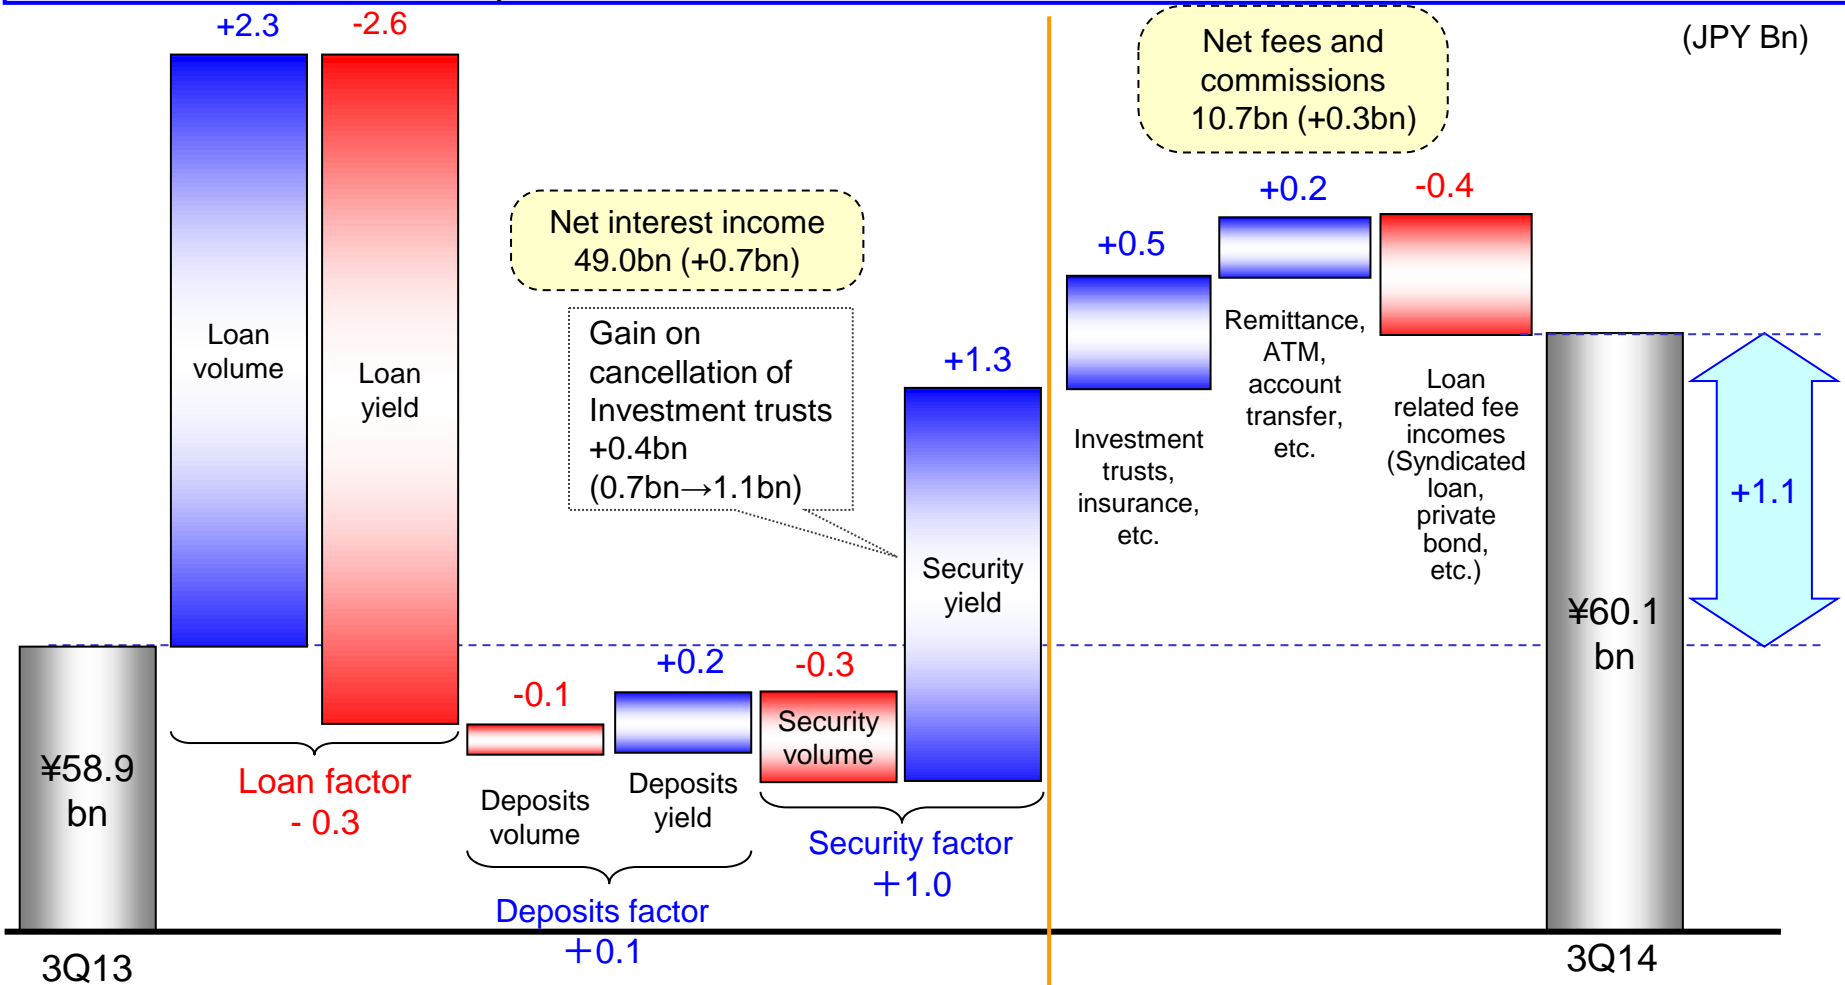 +2.3
-2.6
(JPY Bn)
Net fees and
commissions
10.7bn (+0.3bn)
+0.2
-0.4
+0.5
Net interest income
49.0bn (+0.7bn)
Gain on
cancellation of
Investment trusts
+0.4bn
(0.7bn→1.1bn)
+1.3
Loan
volume
Loan
yield
Remittance,
ATM,
account
transfer,
etc.
Loan
related fee
incomes
(Syndicated
loan,
private
bond,
etc.)
Investment
trusts,
insurance,
etc.
+1.1
Security
yield
¥60.1
bn
-0.1
+0.2
-0.3
Security
volume
¥58.9
bn
Loan factor
- 0.3
Deposits
volume
Deposits
yield
Security factor
＋1.0
Deposits factor
＋0.1
3Q13
3Q14